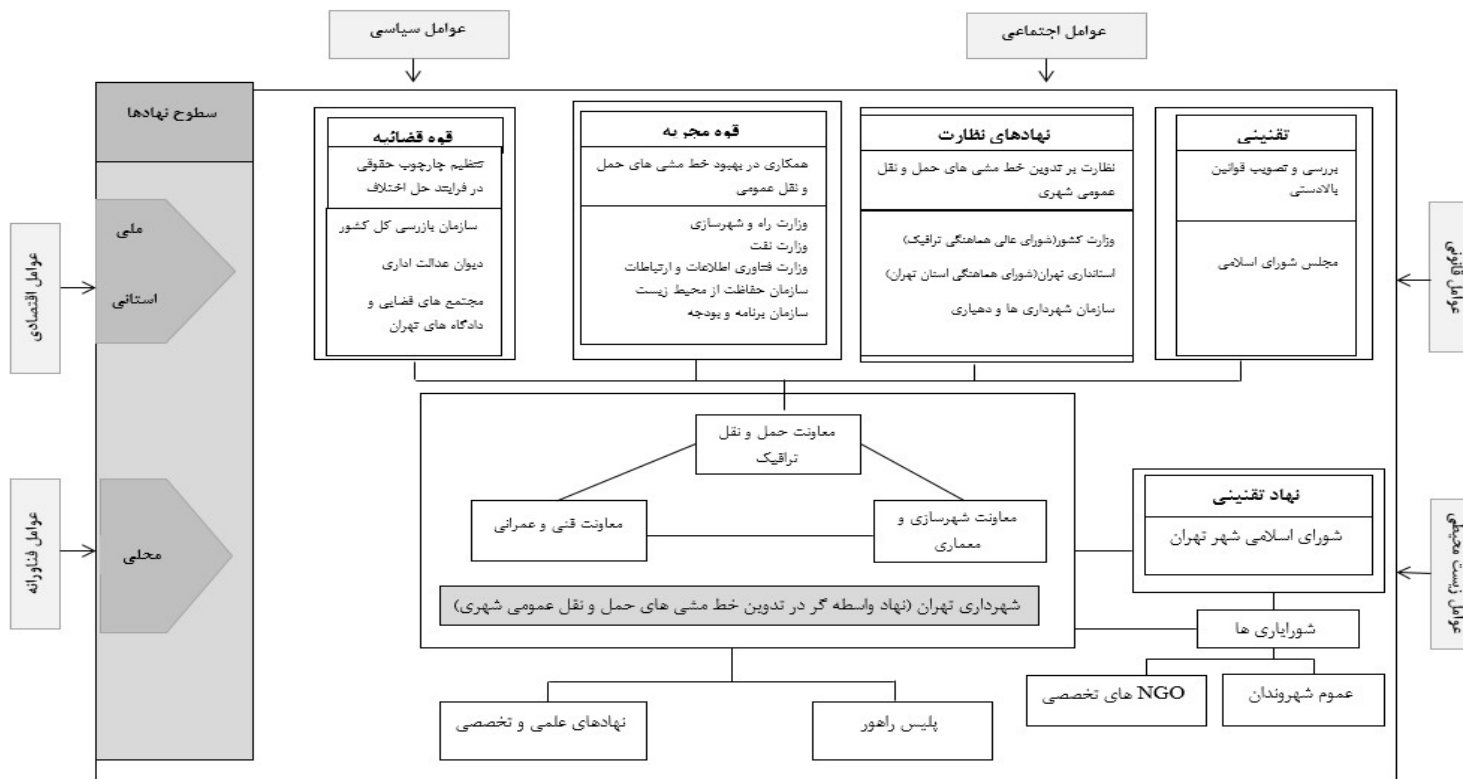 عوامل سیاسی
عوامل اجتماعی
سطوح نهادها
ملی
استانی
محلی
عوامل اقتصادی
عوامل فناورانه
عوامل قانونی
عوامل زیست محیطی
تقنینی
بررسی و تصویب قوانین
بالادستی
مجلس شورای اسلامی
نهادهای نظارت
نظارت بر تدوین خط مشی های حمل و نقل
عمومی شهری
وزارت کشور(شورای عالی هماهنگی ترافیک)
استانداری تهران(شورای هماهنگی استان تهران)
سازمان شهرداری ها و دهیاری
قوه مجریه
همکاری در بهبود خط مشی های حمل
و نقل عمومی
وزارت راه و شهرسازی
وزارت نفت
وزارت فتاوری اطلاعات و ارتباطات
سازمان حفاظت از محیط زیست
سازمان برنامه و بودجه
قوه قضائیه
تنظیم چارچوب حقوقی
در فرایند حل اختلاف
سازمان بازرسی کل کشور
دیوان عدالت اداری
مجتمع های قضایی و
دادگاه های تهران
معاونت حمل و نقل
ترافیک
معاونت شهرسازی و
معماری
معاونت فنی و عمرانی
شهرداری تهران (نهاد واسطه گر در تدوین خط مشی های حمل و نقل عمومی شهری)
نهاد تقنینی
شورای اسلامی شهر تهران
شورایاری ها
عموم شهروندان
NGO های تخصصی
پلیس راهور
نهادهای علمی و تخصصی